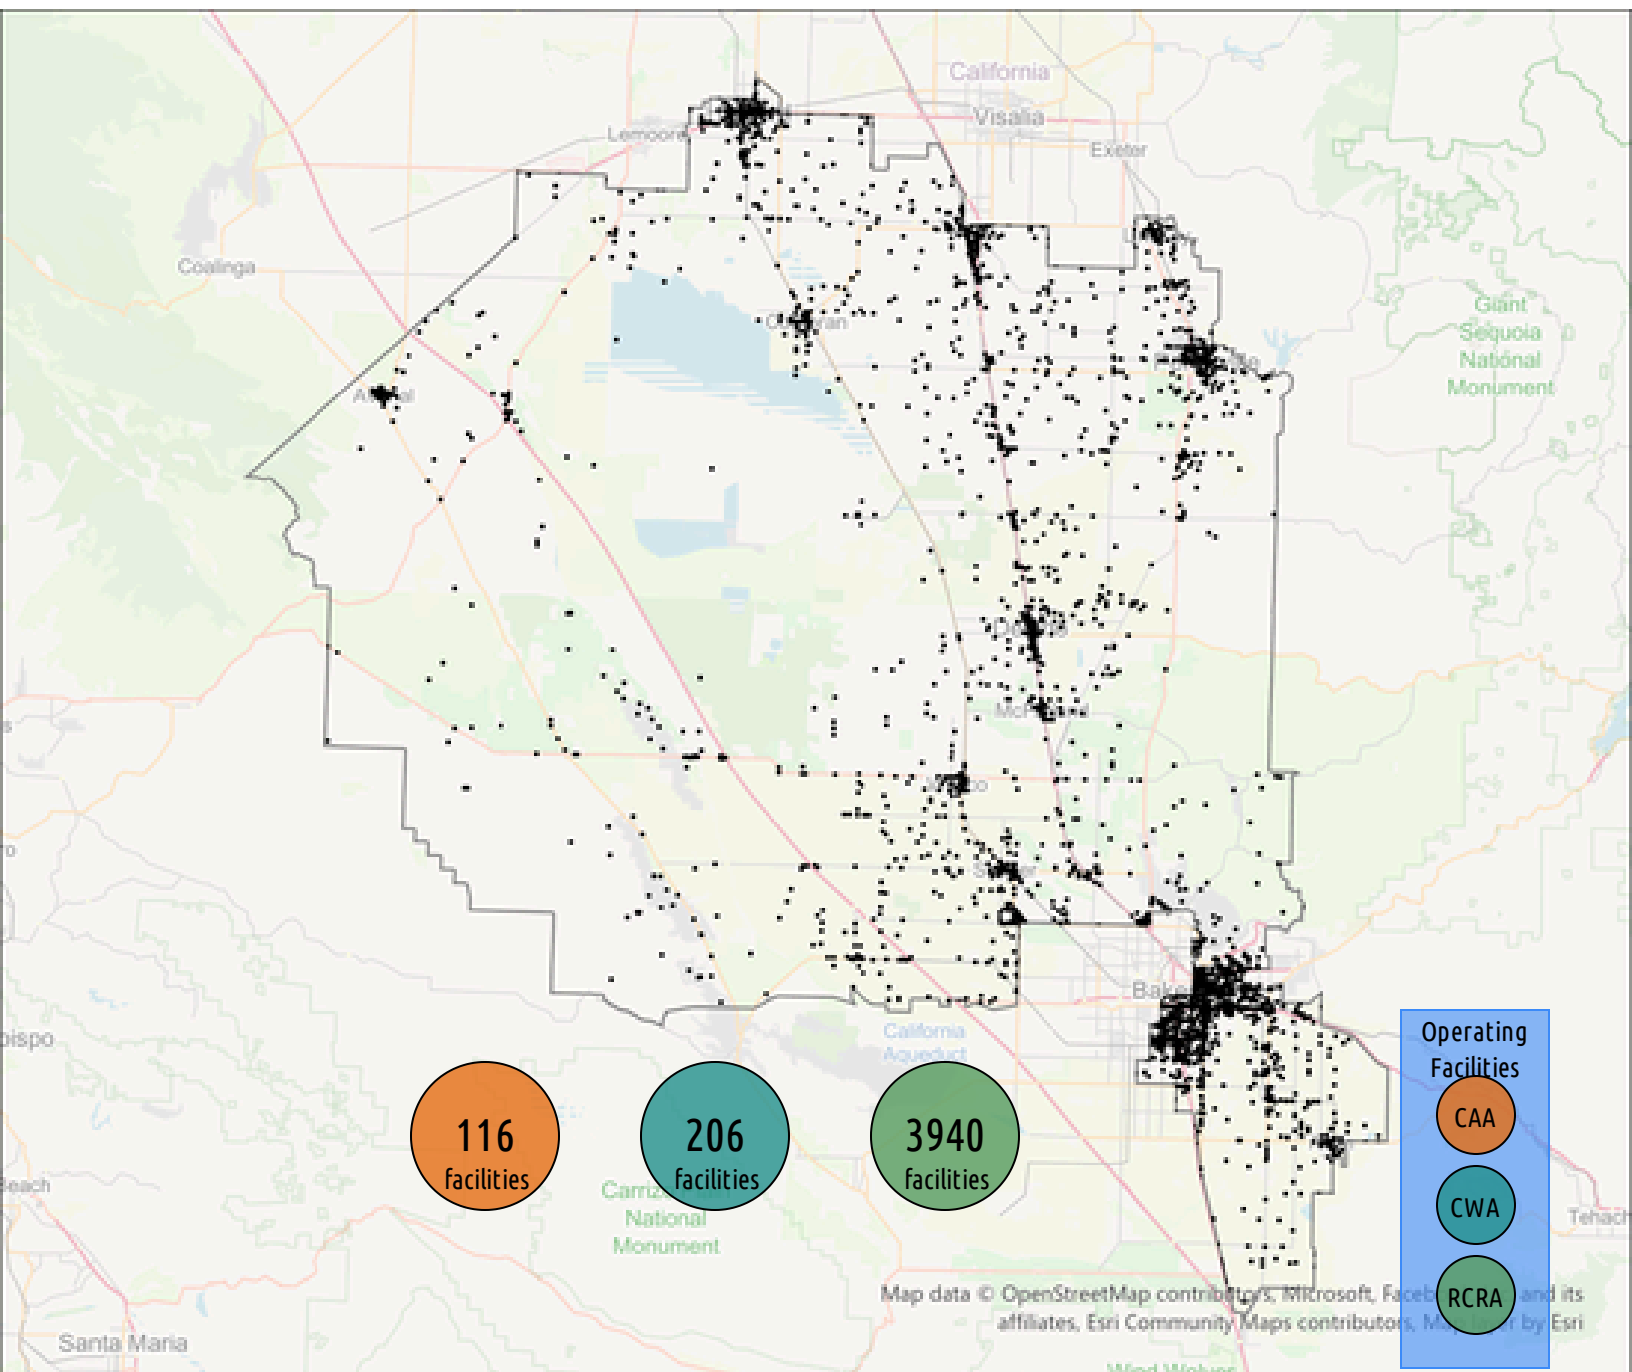 California
Visalia
Lemoore
Exeter
Coalinga
Giant
Sequoia
National
Monument
California
Aqueduct
Operating
Facilities
CAA
CWA
RCRA
116
facilities
206
facilities
3940
facilities
National
Monument
Map data © OpenStreetMap contributors, Microsoft, and its
affiliates, Esri Community Maps contributors, Map layer by Esri
Santa Maria